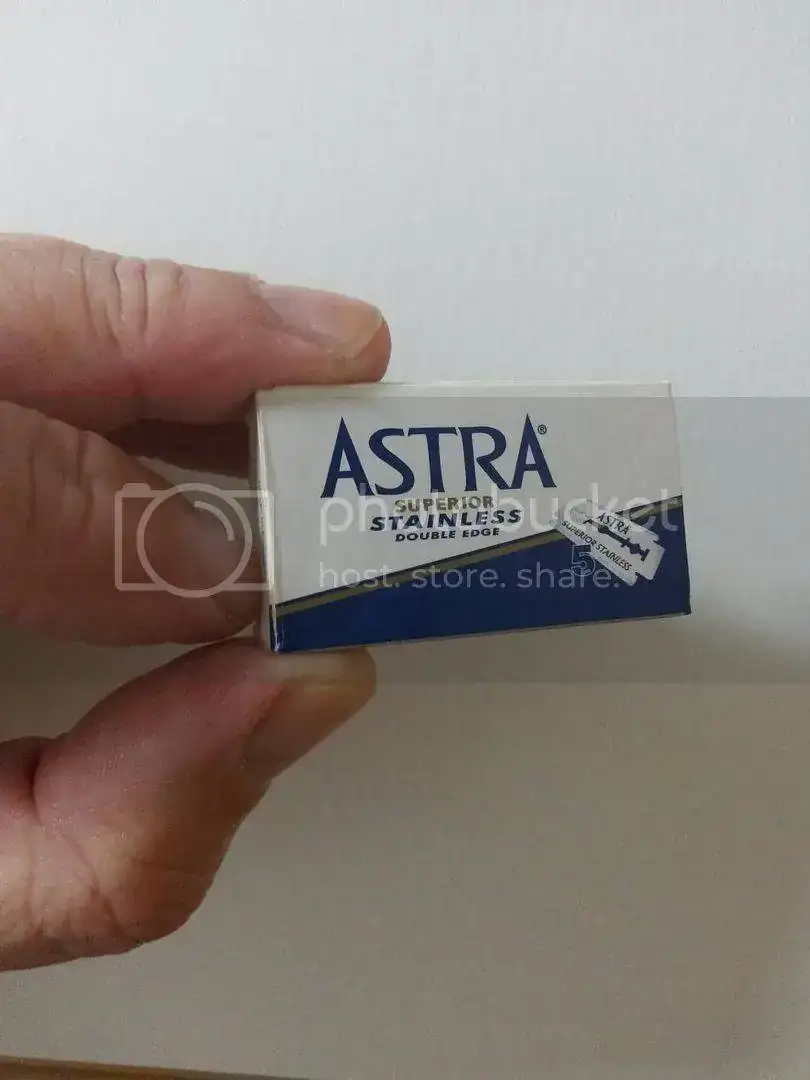 ASTRA®
SUPERIOR
STAINLESS
DOUBLE EDGE
ASTRA
SUPERIOR STAINLESS
5
photobucket
host. store. share.